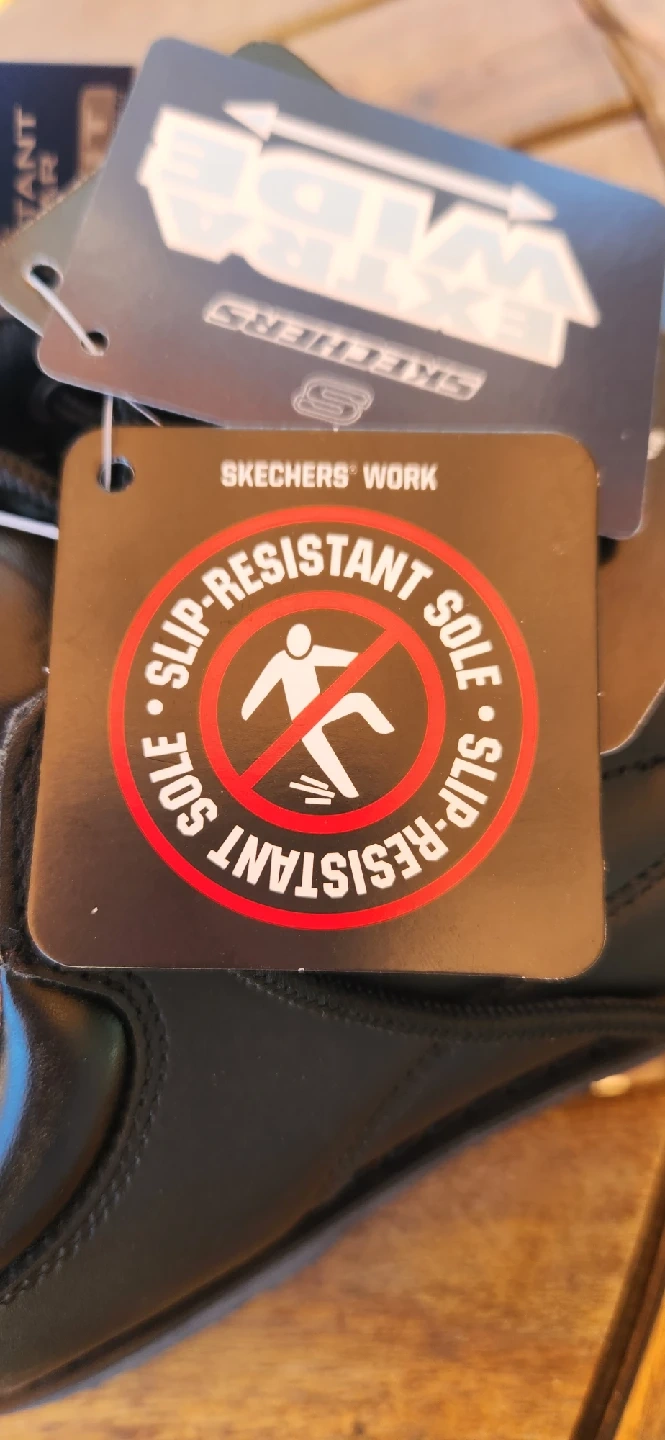 EXTRA
WIDE
SKECHERS
S
SKECHERS® WORK
• SLIP-RESISTANT SOLE
• SLIP-RESISTANT SOLE